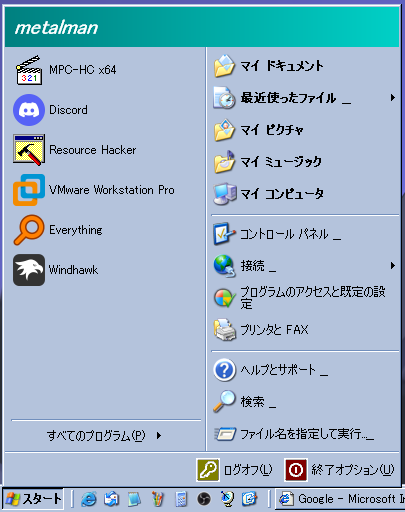 metalman
MPC-HC x64
Discord
Resource Hacker
VMware Workstation Pro
Everything
Windhawk
すべてのプログラム(P)
マイ ドキュメント
最近使ったファイル _
マイ ピクチャ
マイ ミュージック
マイ コンピュータ
コントロール パネル _
接続 _
プログラムのアクセスと既定の設
定
プリンタと FAX
ヘルプとサポート _
検索 _
ファイル名を指定して実行.._
ログオフ(L) 終了オプション(U)
スタート Google - Microsoft I